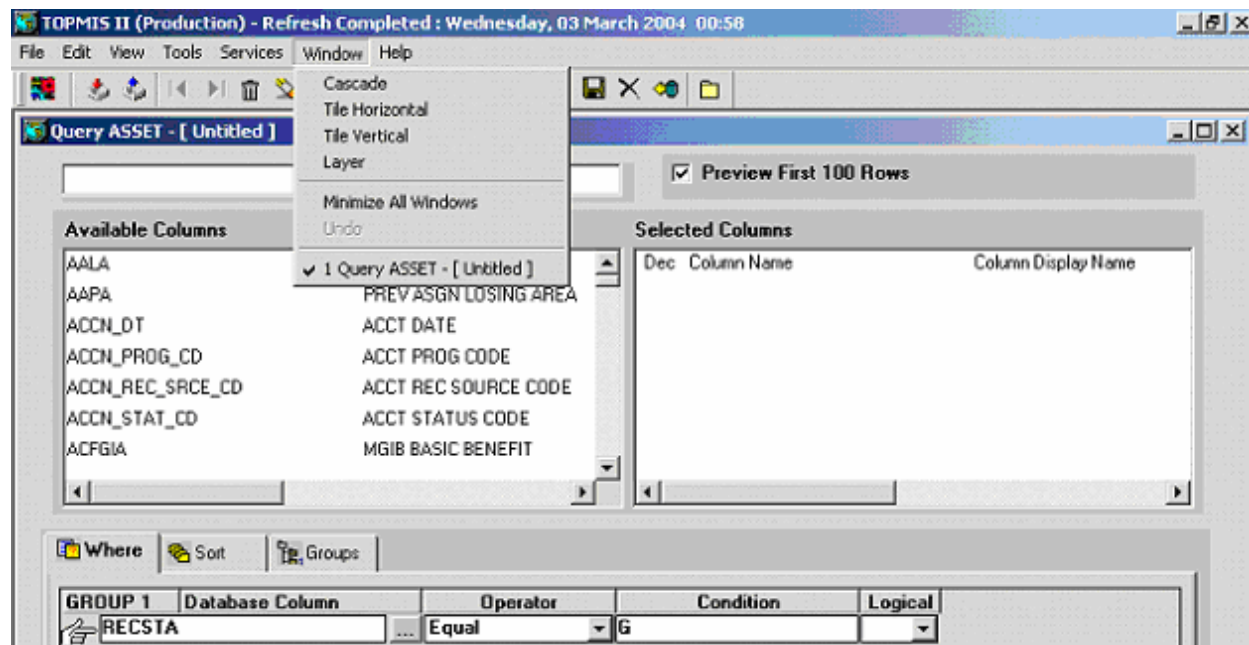 TOPMIS II (Production) - Refresh Completed : Wednesday, 03 March 2004 00:58
File Edit View Tools Services Window Help
Cascade
Tile Horizontal
Tile Vertical
Layer
Minimize All Windows
Undo
1 Query ASSET - [ Untitled ]
Query ASSET - [ Untitled ]
Preview First 100 Rows
Available Columns
AALA
AAPA PREV ASGN LOSING AREA
ACCN_DT ACCT DATE
ACCN_PROG_CD ACCT PROG CODE
ACCN_REC_SRCE_CD ACCT REC SOURCE CODE
ACCN_STAT_CD ACCT STATUS CODE
ACFGIA MGIB BASIC BENEFIT
Selected Columns
Dec Column Name Column Display Name
Where Sort Groups
GROUP 1 Database Column Operator Condition Logical
RECSTA ... Equal G